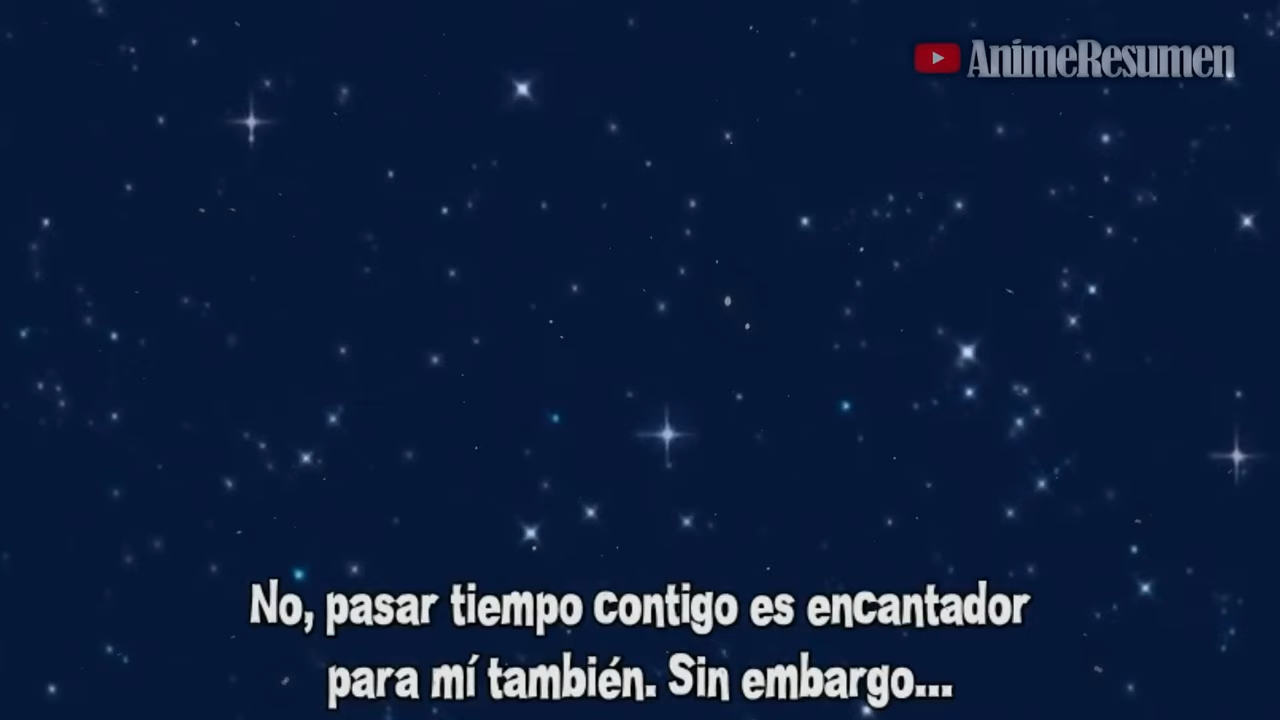 AnimeResumen
No, pasar tiempo contigo es encantador
para mí también. Sin embargo...